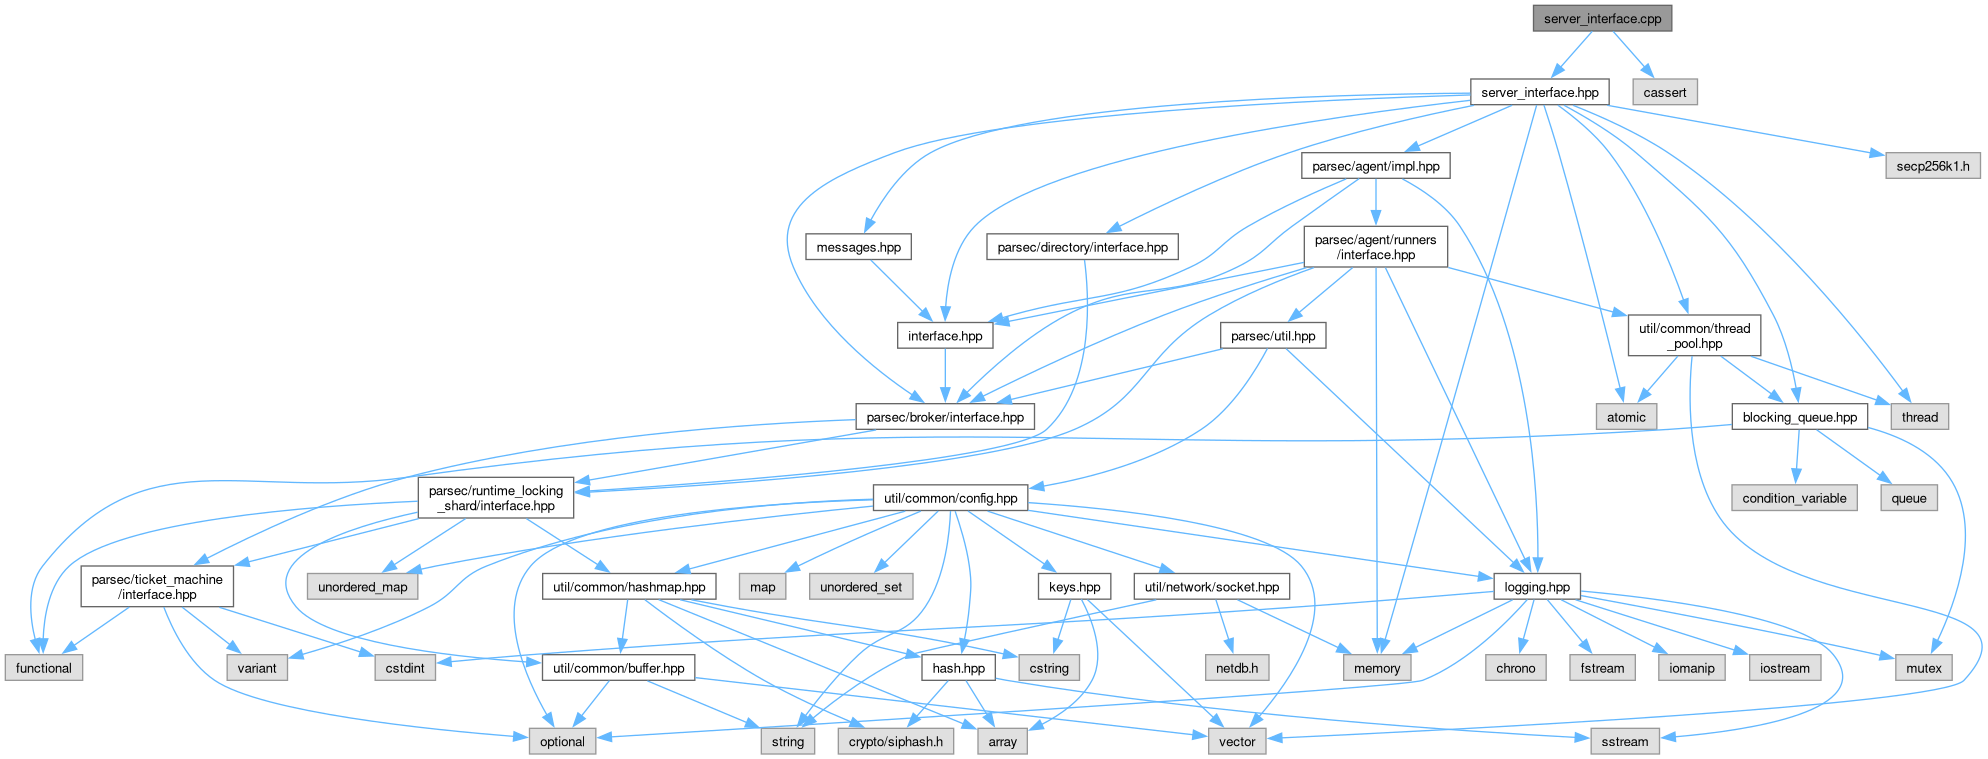 server_interface.cpp
server_interface.hpp
cassert
parsec/agent/impl.hpp
secp256k1.h
messages.hpp
parsec/directory/interface.hpp
parsec/agent/runners
/interface.hpp
interface.hpp
parsec/util.hpp
util/common/thread
_pool.hpp
parsec/broker/interface.hpp
atomic
blocking_queue.hpp
thread
parsec/runtime_locking
_shard/interface.hpp
util/common/config.hpp
condition_variable
queue
parsec/ticket_machine
/interface.hpp
unordered_map
util/common/hashmap.hpp
map
unordered_set
keys.hpp
util/network/socket.hpp
logging.hpp
functional
variant
cstdint
util/common/buffer.hpp
hash.hpp
cstring
netdb.h
memory
chrono
fstream
iomanip
iostream
mutex
optional
string
crypto/siphash.h
array
vector
sstream